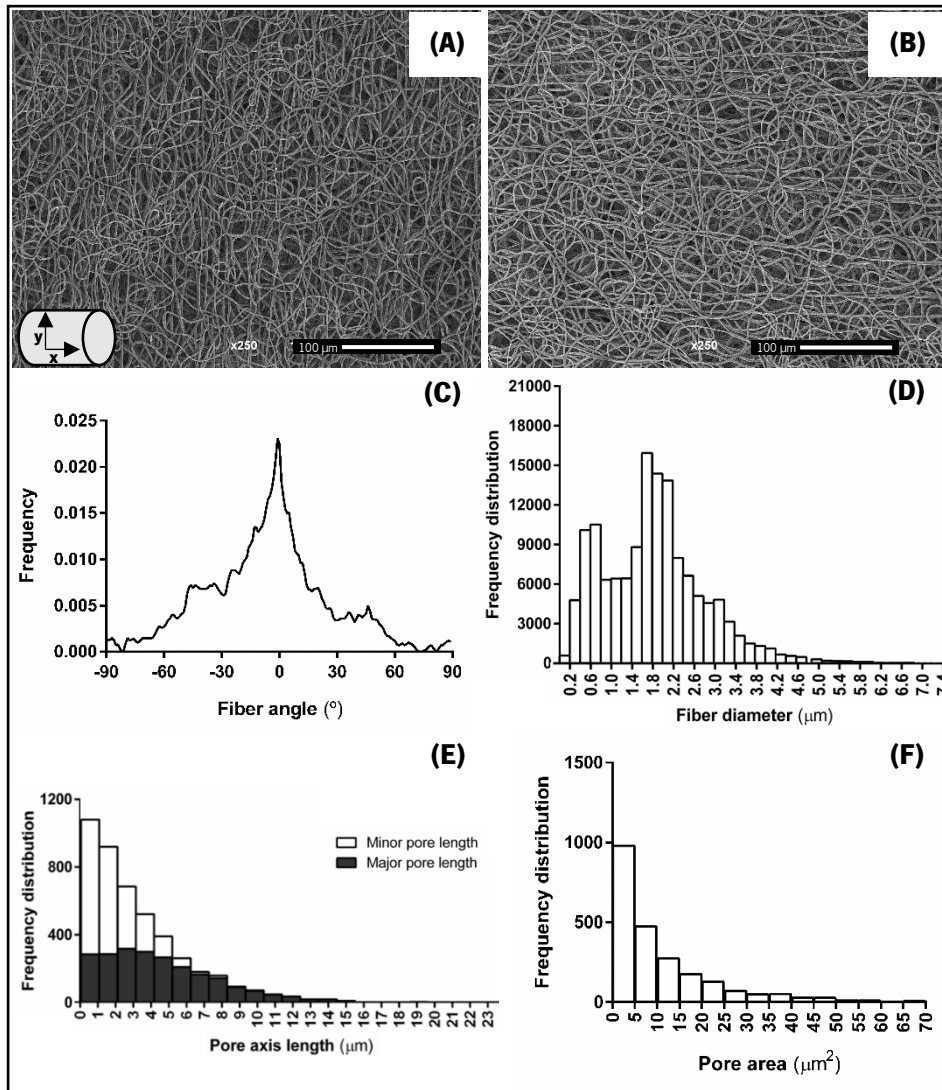 (A)
(B)
y
x
x250
100 μm
x250
100 μm
(C)
Frequency
0.025
0.020
0.015
0.010
0.005
0.000
-90 -60 -30 0 30 60 90
Fiber angle (º)
(D)
Frequency distribution
21000
18000
15000
12000
9000
6000
3000
0
0.2 0.6 1.0 1.4 1.8 2.2 2.6 3.0 3.4 3.8 4.2 4.6 5.0 5.4 5.8 6.2 6.6 7.0 7.4
Fiber diameter (μm)
(E)
Frequency distribution
1200
800
400
0
Minor pore length
Major pore length
0 1 2 3 4 5 6 7 8 9 10 11 12 13 14 15 16 17 18 19 20 21 22 23
Pore axis length (μm)
(F)
Frequency distribution
1500
1000
500
0
0 5 10 15 20 25 30 35 40 45 50 55 60 65 70
Pore area (μm²)